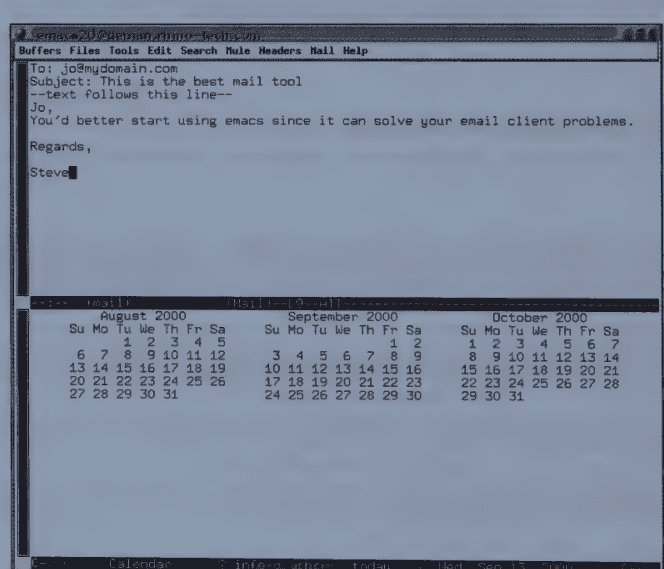 Buffers Files Tools Edit Search Mule Headers Mail Help
To: jo@mydomain.com
Subject: This is the best mail tool
--text follows this line--
Jo,
You'd better start using emacs since it can solve your email client problems.
Regards,
Steve
(Mail)--L9--All
August 2000 September 2000 October 2000
Su Mo Tu We Th Fr Sa Su Mo Tu We Th Fr Sa Su Mo Tu We Th Fr Sa
1 2 3 4 5 1 2 1 2 3 4 5 6 7
6 7 8 9 10 11 12 3 4 5 6 7 8 9 8 9 10 11 12 13 14
13 14 15 16 17 18 19 10 11 12 13 14 15 16 15 16 17 18 19 20 21
20 21 22 23 24 25 26 17 18 19 20 21 22 23 22 23 24 25 26 27 28
27 28 29 30 31 24 25 26 27 28 29 30 29 30 31
Calendar today Wed, Sep 13, 2000